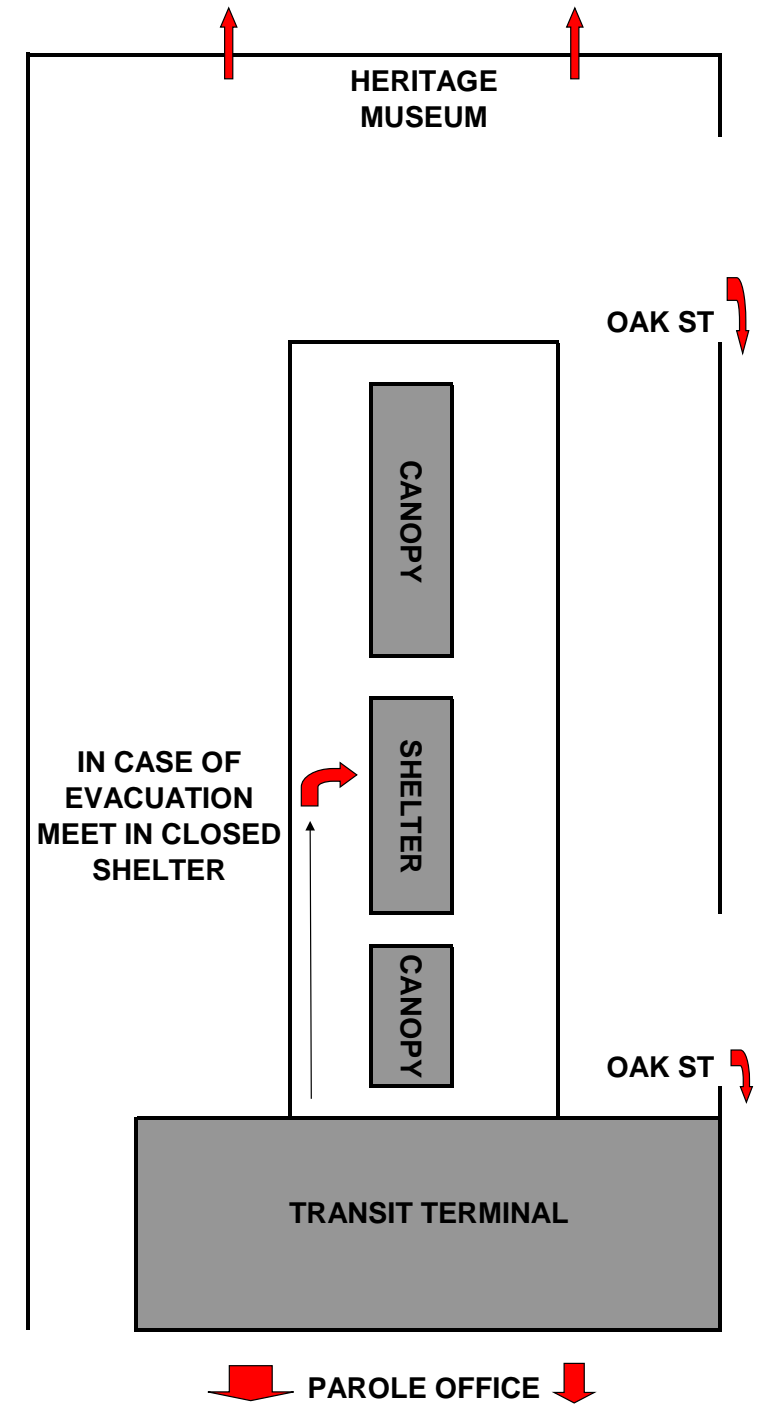 HERITAGE
MUSEUM
OAK ST
CANOPY
IN CASE OF
EVACUATION
MEET IN CLOSED
SHELTER
SHELTER
CANOPY
OAK ST
TRANSIT TERMINAL
PAROLE OFFICE